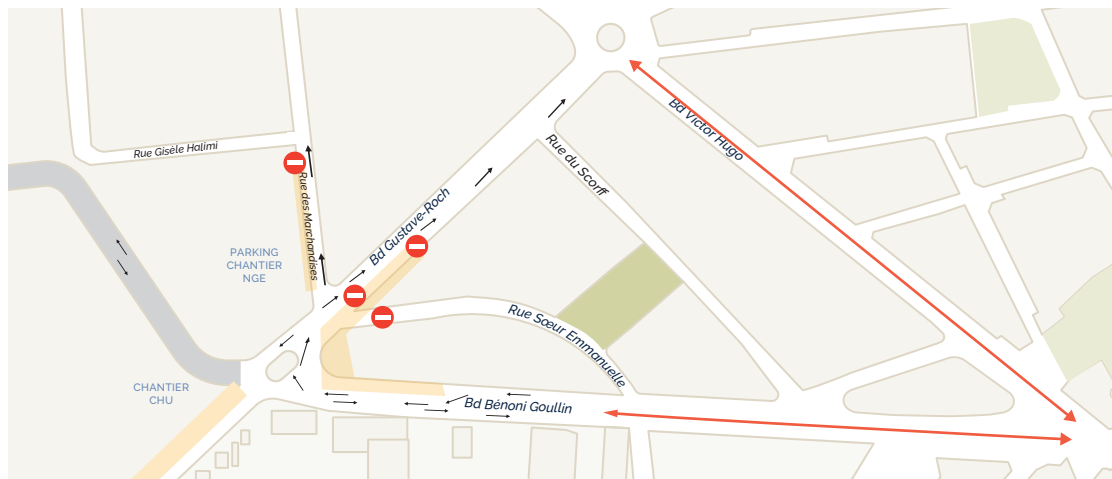 Bd Victor Hugo
Rue Gisèle Halimi
Rue du Scorff
Rue des Marchandises
Bd Gustave-Roch
PARKING
CHANTIER
NGE
Rue Sœur Emmanuelle
CHANTIER
CHU
Bd Bénoni Goullin